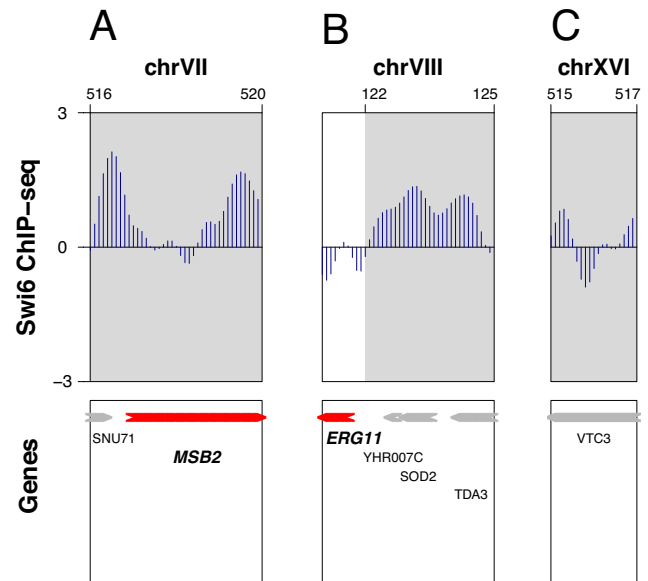 A B C
chrVII chrVIII chrXVI
516 520 122 125 515 517
3
0
−3
Swi6 ChIP−seq
Genes
SNU71
MSB2
ERG11
YHR007C
SOD2
TDA3
VTC3